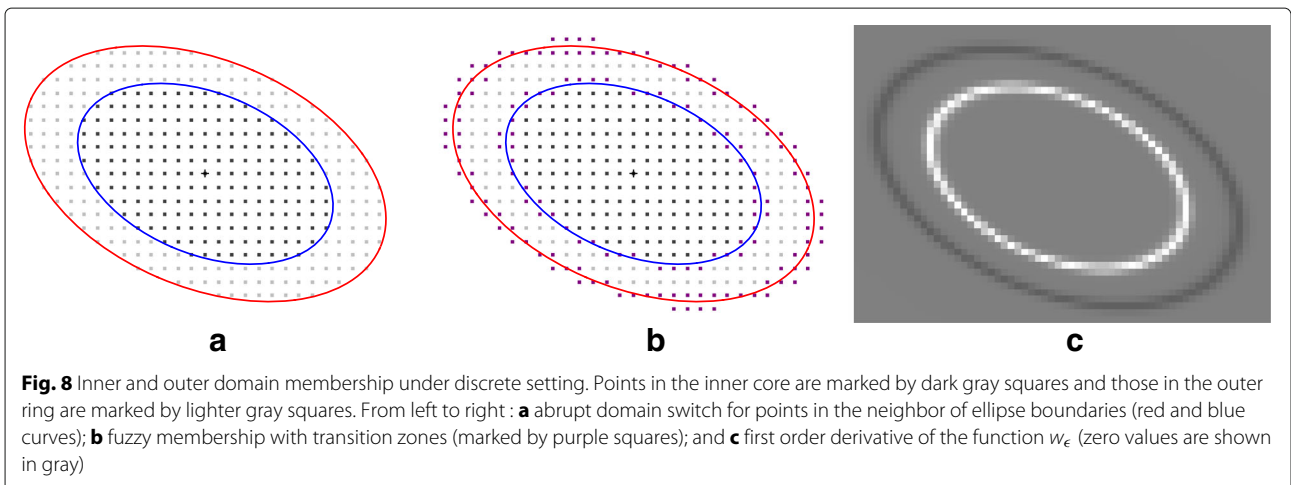 a
b
c
Fig. 8 Inner and outer domain membership under discrete setting. Points in the inner core are marked by dark gray squares and those in the outer
ring are marked by lighter gray squares. From left to right : a abrupt domain switch for points in the neighbor of ellipse boundaries (red and blue
curves); b fuzzy membership with transition zones (marked by purple squares); and c first order derivative of the function wϵ (zero values are shown
in gray)